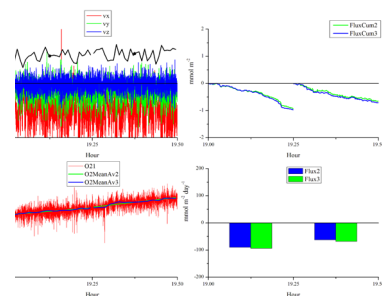 vx
vy
vz
19.25
19.50
Hour
FluxCum2
FluxCum3
mmol m-2
2
1
0
-1
-2
19.00
19.25
19.5
Hour
O21
O2MeanAv2
O2MeanAv3
19.25
19.50
Hour
Flux2
Flux3
mmol m-2 day-1
200
100
0
-100
-200
19.00
19.25
19.5
Hour